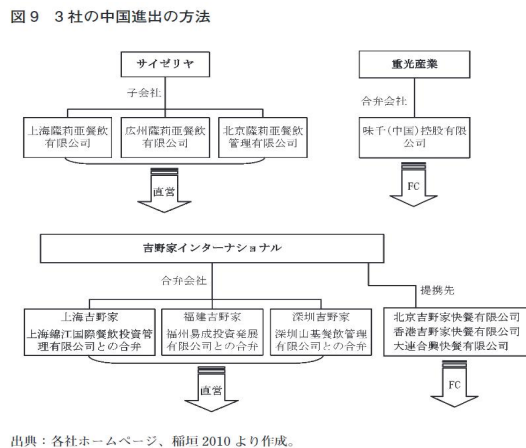 図9 3社の中国進出の方法
サイゼリヤ
子会社
上海薩莉亜餐飲
有限公司
広州薩莉亜餐飲
有限公司
北京薩莉亜餐飲
管理有限公司
直営
重光産業
合弁会社
味千(中国)控股有限
公司
FC
吉野家インターナショナル
合弁会社
提携先
上海吉野家
上海錦江国際餐飲投資管
理有限公司との合弁
福建吉野家
福州易成投資発展
有限公司との合弁
深圳吉野家
深圳山基餐飲管理
有限公司との合弁
直営
北京吉野家快餐有限公司
香港吉野家快餐有限公司
大連合興快餐有限公司
FC
出典:各社ホームページ、稲垣 2010 より作成。